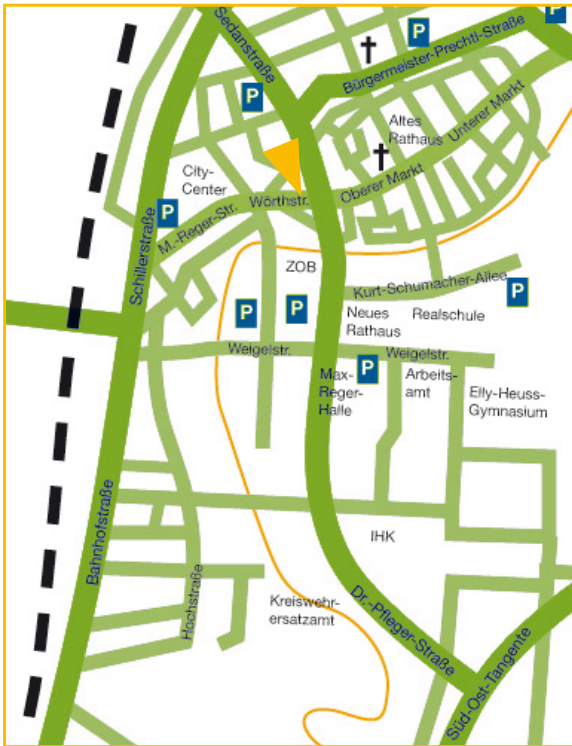 P
P
Sedanstraße
Bürgermeister-Prechtl-Straße
P
Altes
Rathaus
Unterer Markt
City-
Center
Oberer Markt
Wörthstr.
P
M.-Reger-Str.
Schillerstraße
ZOB
Kurt-Schumacher-Allee
P
P
P
Neues
Rathaus
Realschule
Weigelstr.
Weigelstr.
P
Max-
Reger-
Halle
Arbeits-
amt
Elly-Heuss-
Gymnasium
Bahnhofstraße
IHK
Hochstraße
Kreiswehr-
ersatzamt
Dr.-Pfleger-Straße
Süd-Ost-Tangente